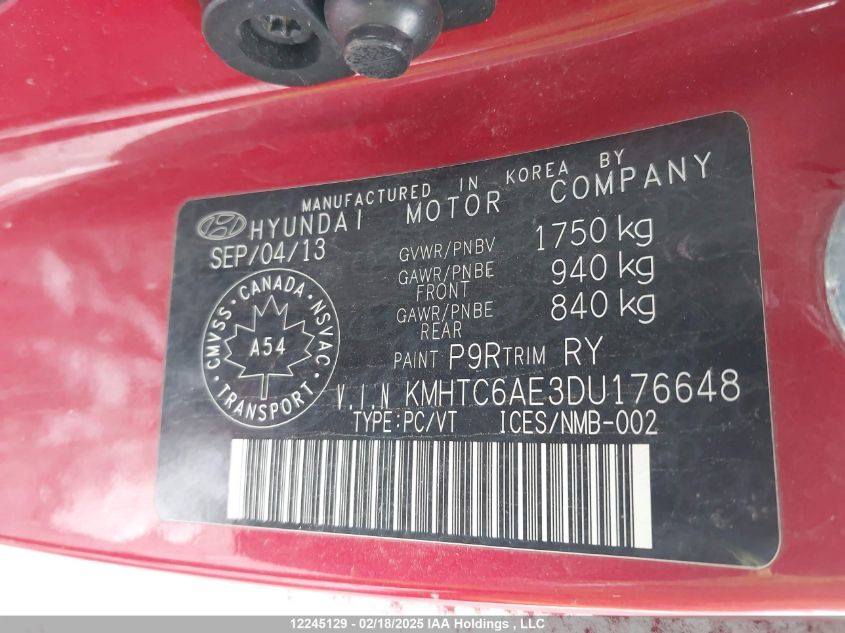 MANUFACTURED IN KOREA BY
HYUNDAI MOTOR COMPANY
SEP/04/13
GVWR/PNBV 1750 kg
GAWR/PNBE FRONT 940 kg
GAWR/PNBE REAR 840 kg
CMVSS · CANADA · NSVAC · TRANSPORT ·
A54
PAINT P9R TRIM RY
V.I.N KMHTC6AE3DU176648
TYPE:PC/VT ICES/NMB-002
12245129 - 02/18/2025 IAA Holdings, LLC